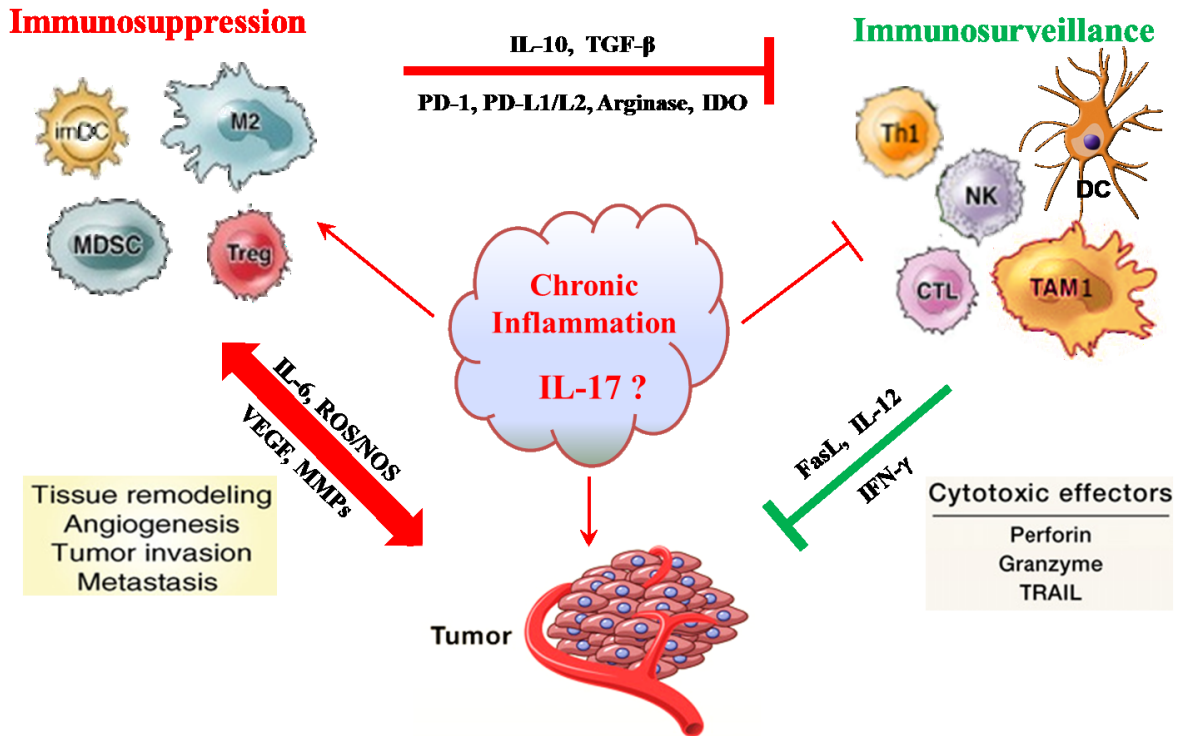 Immunosuppression
IL-10, TGF-β
PD-1, PD-L1/L2, Arginase, IDO
Immunosurveillance
imDC
M2
MDSC
Treg
Th1
NK
DC
CTL
TAM1
Chronic
Inflammation
IL-17 ?
IL-6, ROS/NOS
VEGF, MMPs
FasL, IL-12
IFN-γ
Tissue remodeling
Angiogenesis
Tumor invasion
Metastasis
Cytotoxic effectors
Perforin
Granzyme
TRAIL
Tumor